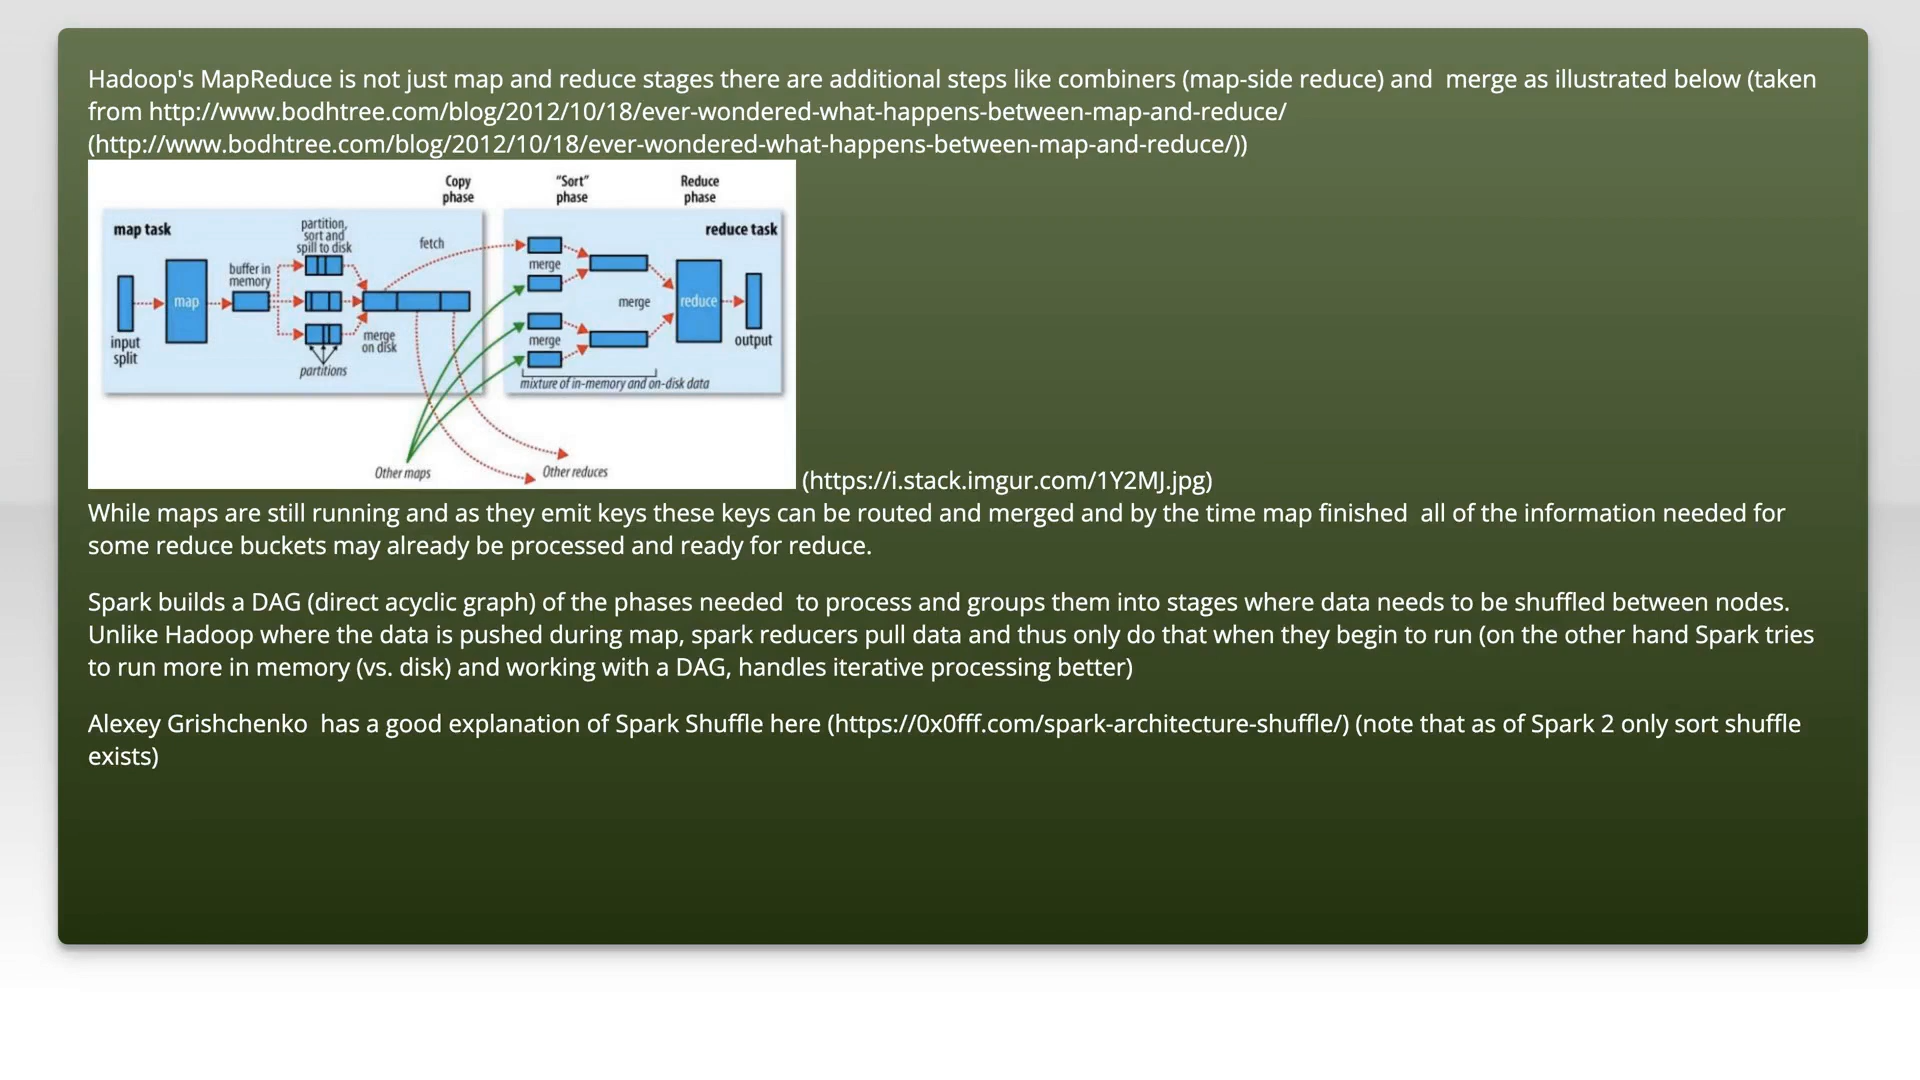 Hadoop's MapReduce is not just map and reduce stages there are additional steps like combiners (map-side reduce) and  merge as illustrated below (taken
from http://www.bodhtree.com/blog/2012/10/18/ever-wondered-what-happens-between-map-and-reduce/
(http://www.bodhtree.com/blog/2012/10/18/ever-wondered-what-happens-between-map-and-reduce/))
Copy
phase
"Sort"
phase
Reduce
phase
map task
partition,
sort and
spill to disk
fetch
reduce task
buffer in
memory
merge
map
merge
reduce
input
split
merge
on disk
merge
output
partitions
mixture of in-memory and on-disk data
Other maps
Other reduces
(https://i.stack.imgur.com/1Y2MJ.jpg)
While maps are still running and as they emit keys these keys can be routed and merged and by the time map finished  all of the information needed for
some reduce buckets may already be processed and ready for reduce.
Spark builds a DAG (direct acyclic graph) of the phases needed  to process and groups them into stages where data needs to be shuffled between nodes.
Unlike Hadoop where the data is pushed during map, spark reducers pull data and thus only do that when they begin to run (on the other hand Spark tries
to run more in memory (vs. disk) and working with a DAG, handles iterative processing better)
Alexey Grishchenko  has a good explanation of Spark Shuffle here (https://0x0fff.com/spark-architecture-shuffle/) (note that as of Spark 2 only sort shuffle
exists)